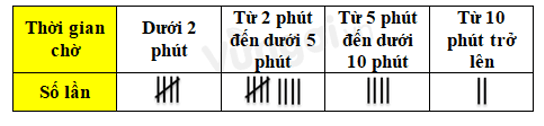 Thời gian
chờ
Dưới 2
phút
Từ 2 phút
đến dưới 5
phút
Từ 5 phút
đến dưới
10 phút
Từ 10
phút trở
lên
Số lần